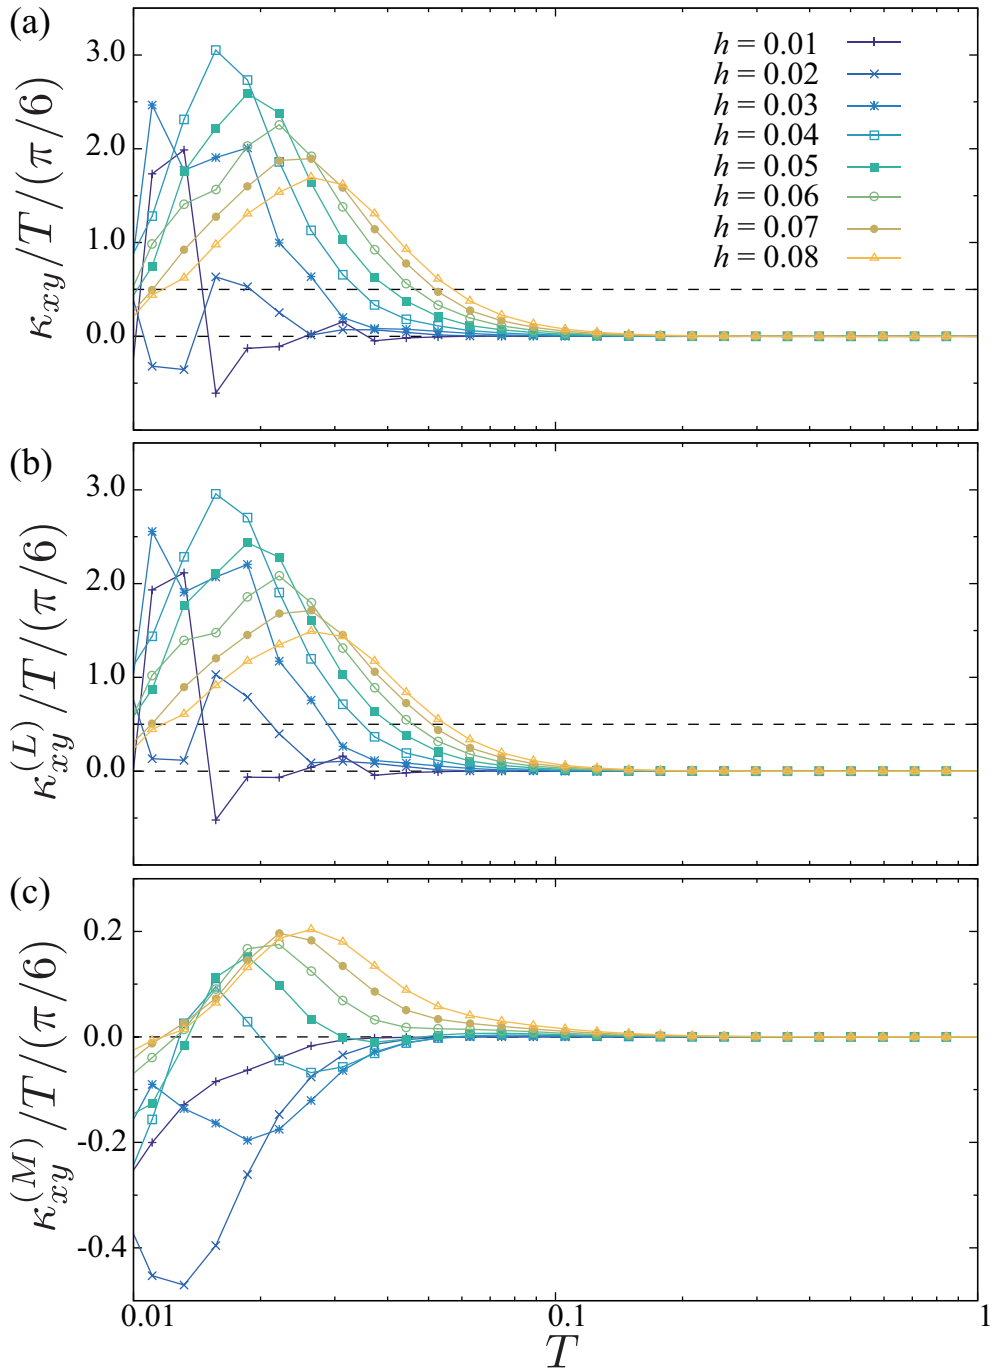 (a)
κxy/T/(π/6)
3.0
2.0
1.0
0.0
h = 0.01
h = 0.02
h = 0.03
h = 0.04
h = 0.05
h = 0.06
h = 0.07
h = 0.08
(b)
κxy(L)/T/(π/6)
3.0
2.0
1.0
0.0
(c)
κxy(M)/T/(π/6)
0.2
0.0
-0.2
-0.4
0.01
0.1
1
T